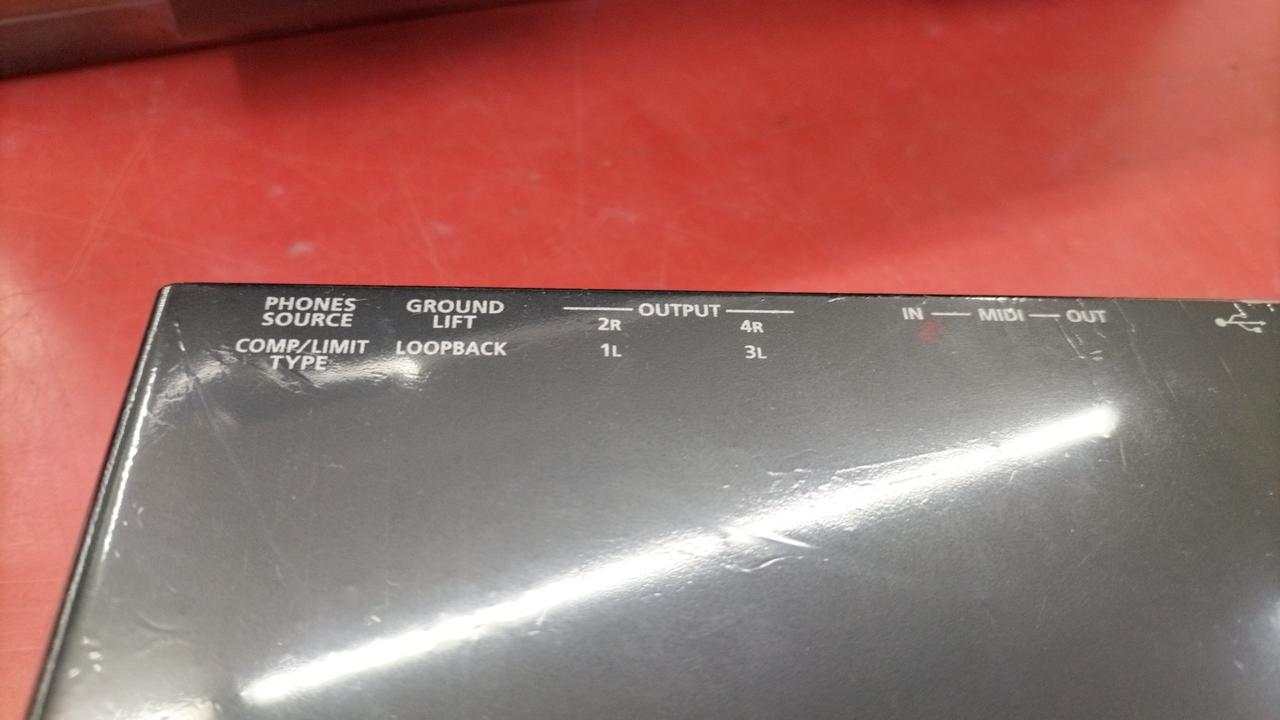 PHONES SOURCE
COMP/LIMIT TYPE
GROUND LIFT
LOOPBACK
OUTPUT
2R 4R
1L 3L
IN MIDI OUT